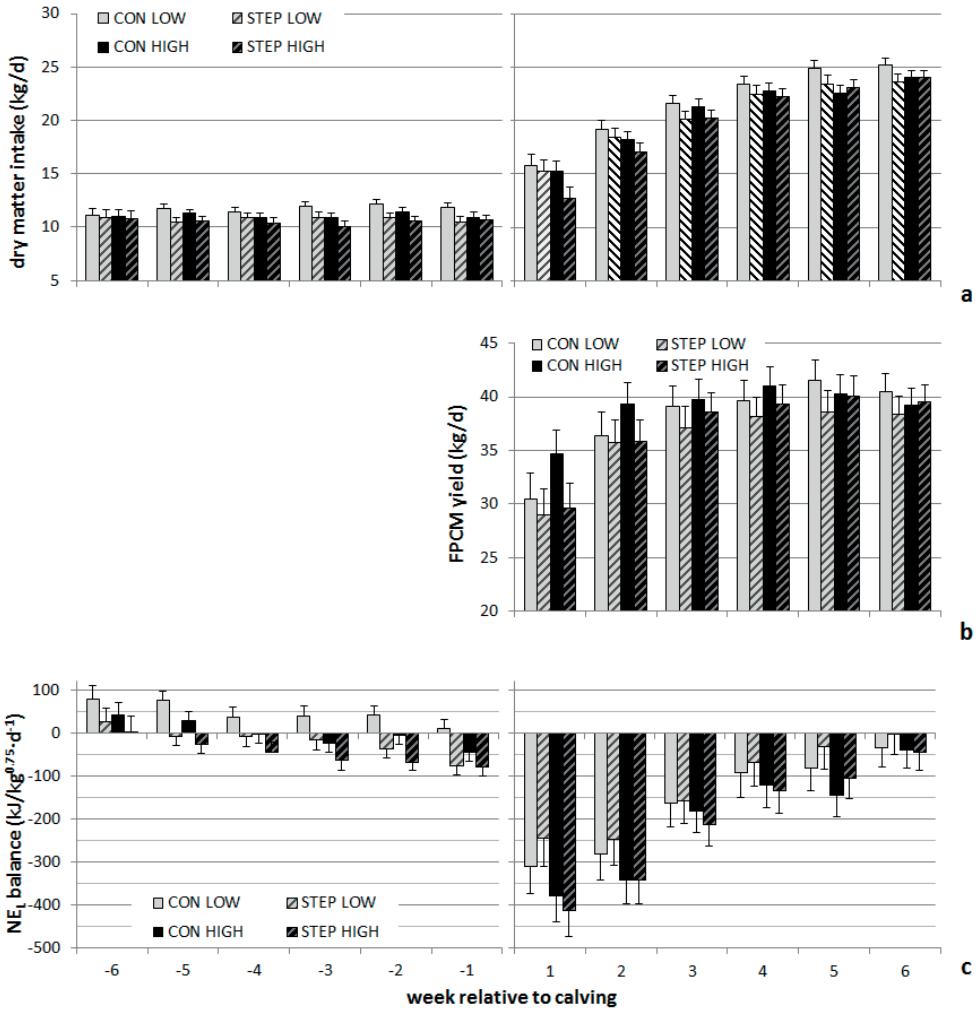 30
25
20
15
10
5
dry matter intake (kg/d)
CON LOW STEP LOW
CON HIGH STEP HIGH
a
45
40
35
30
25
20
FPCM yield (kg/d)
CON LOW STEP LOW
CON HIGH STEP HIGH
b
100
0
-100
-200
-300
-400
-500
NEL balance (kJ/kg0.75·d-1)
CON LOW STEP LOW
CON HIGH STEP HIGH
-6 -5 -4 -3 -2 -1 1 2 3 4 5 6
c
week relative to calving